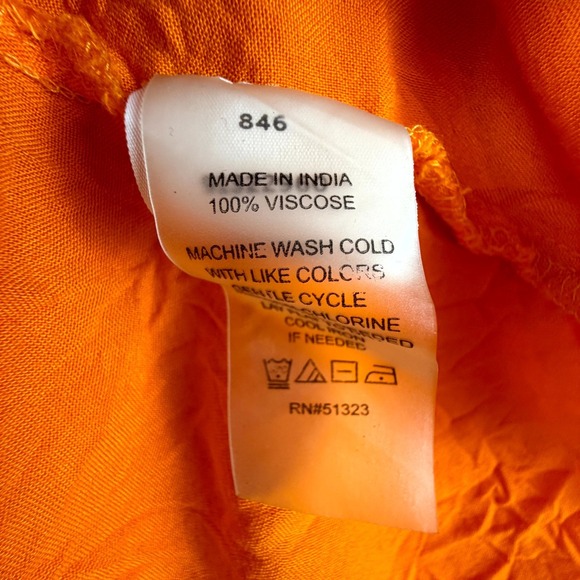 846
MADE IN INDIA
100% VISCOSE
MACHINE WASH COLD
WITH LIKE COLORS
GENTLE CYCLE
CHLORINE
COOL IRON
IF NEEDED
RN#51323